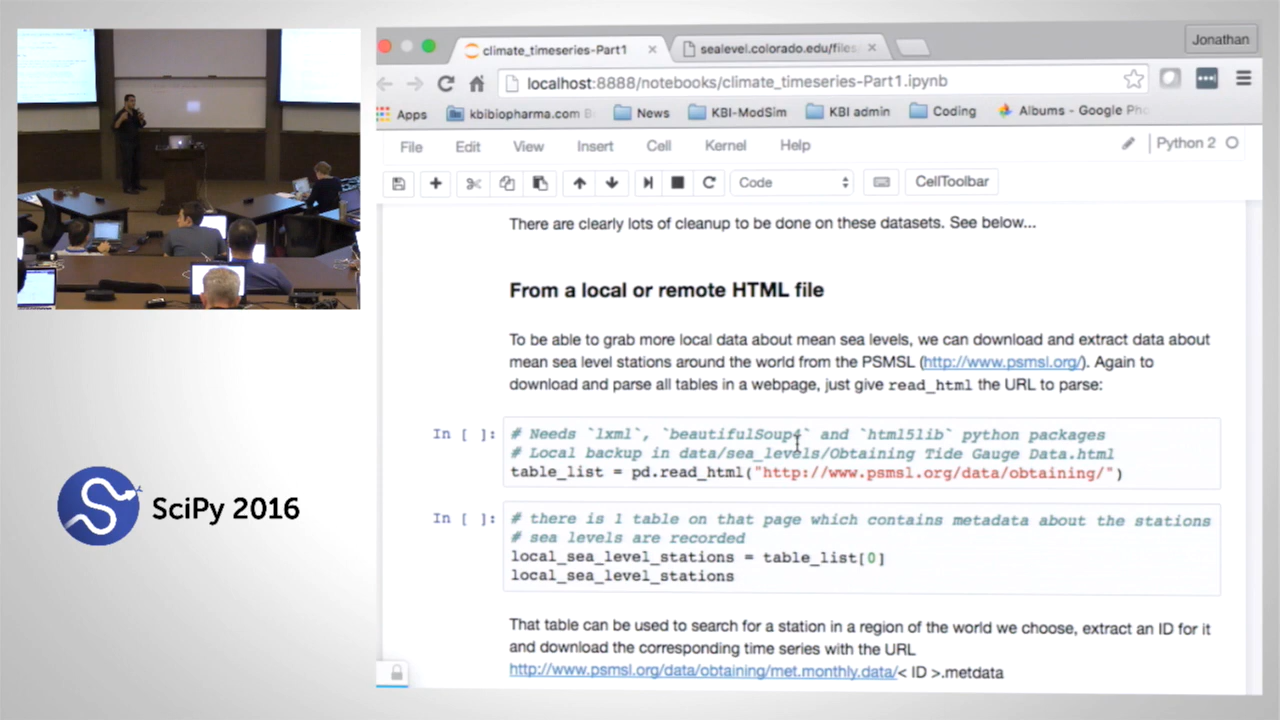 climate_timeseries-Part1
sealevel.colorado.edu/files
Jonathan
localhost:8888/notebooks/climate_timeseries-Part1.ipynb
Apps
kbibiopharma.com
News
KBI-ModSim
KBI admin
Coding
Albums - Google Pho
File Edit View Insert Cell Kernel Help
Python 2
Code
CellToolbar
There are clearly lots of cleanup to be done on these datasets. See below...
From a local or remote HTML file
To be able to grab more local data about mean sea levels, we can download and extract data about
mean sea level stations around the world from the PSMSL (http://www.psmsl.org/). Again to
download and parse all tables in a webpage, just give read_html the URL to parse:
In [ ]: # Needs `lxml`, `beautifulSoup4` and `html5lib` python packages
# Local backup in data/sea_levels/Obtaining Tide Gauge Data.html
table_list = pd.read_html("http://www.psmsl.org/data/obtaining/")
In [ ]: # there is 1 table on that page which contains metadata about the stations
# sea levels are recorded
local_sea_level_stations = table_list[0]
local_sea_level_stations
That table can be used to search for a station in a region of the world we choose, extract an ID for it
and download the corresponding time series with the URL
http://www.psmsl.org/data/obtaining/met.monthly.data/< ID >.metdata
SciPy 2016